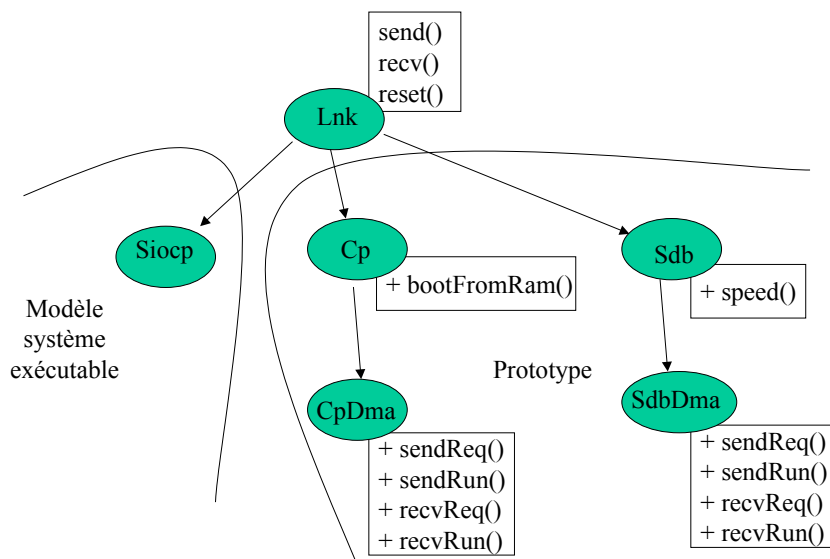 send()
recv()
reset()
Lnk
Siocp
Cp
Sdb
+ bootFromRam()
+ speed()
Modèle
système
exécutable
Prototype
CpDma
SdbDma
+ sendReq()
+ sendRun()
+ recvReq()
+ recvRun()
+ sendReq()
+ sendRun()
+ recvReq()
+ recvRun()